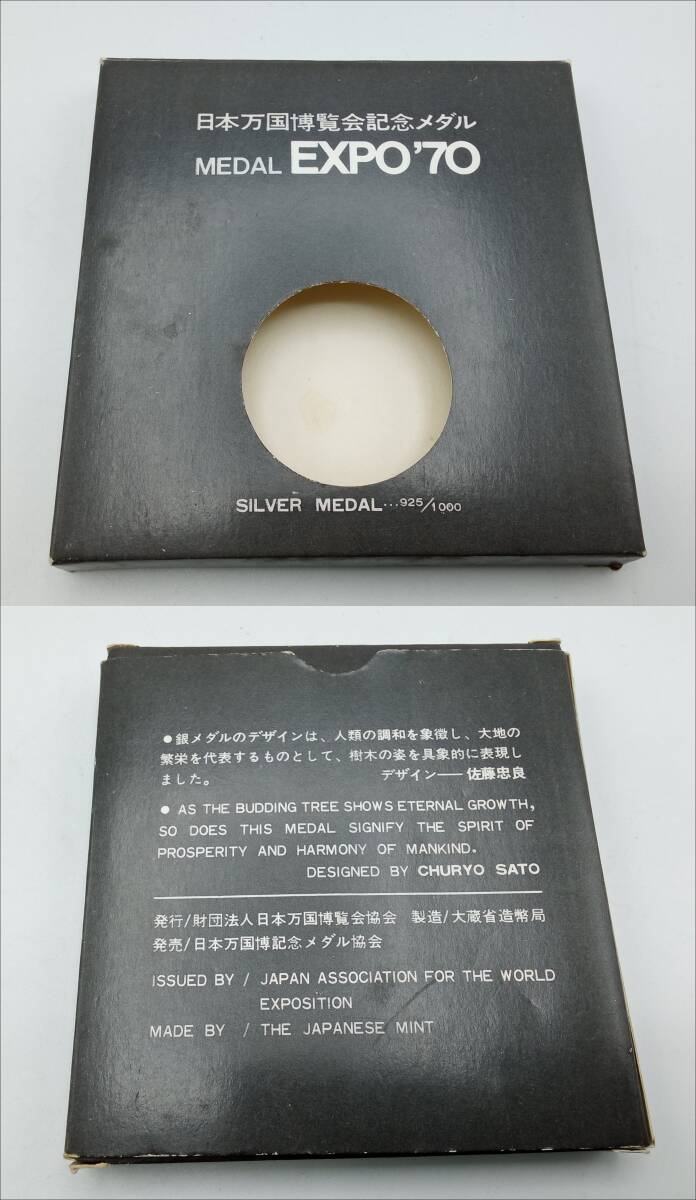 日本万国博覧会記念メダル
MEDAL EXPO'70
SILVER MEDAL...925/1000
●銀メダルのデザインは、人類の調和を象徴し、大地の
繁栄を代表するものとして、樹木の姿を具象的に表現し
ました。 デザイン──佐藤忠良
● AS THE BUDDING TREE SHOWS ETERNAL GROWTH,
SO DOES THIS MEDAL SIGNIFY THE SPIRIT OF
PROSPERITY AND HARMONY OF MANKIND.
DESIGNED BY CHURYO SATO
発行/財団法人日本万国博覧会協会 製造/大蔵省造幣局
発売/日本万国博記念メダル協会
ISSUED BY / JAPAN ASSOCIATION FOR THE WORLD
EXPOSITION
MADE BY / THE JAPANESE MINT